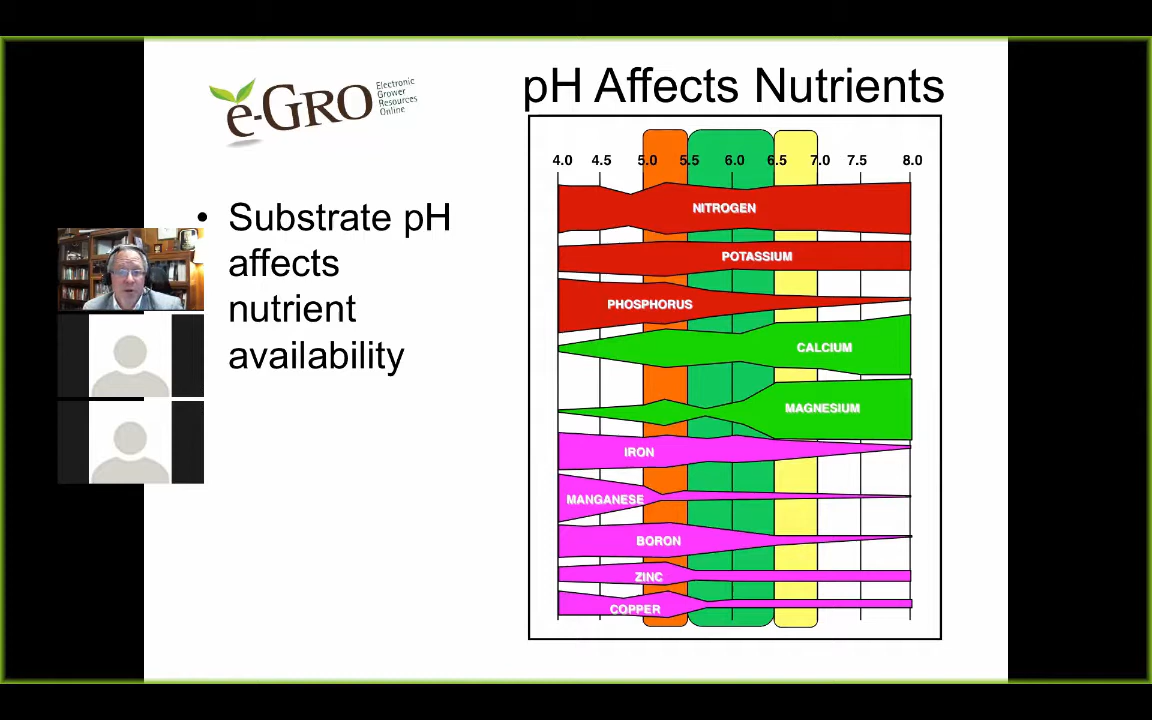 e-GRO
Electronic
Grower
Resources
Online
pH Affects Nutrients
• Substrate pH
affects
nutrient
availability
4.0 4.5 5.0 5.5 6.0 6.5 7.0 7.5 8.0
NITROGEN
POTASSIUM
PHOSPHORUS
CALCIUM
MAGNESIUM
IRON
MANGANESE
BORON
ZINC
COPPER